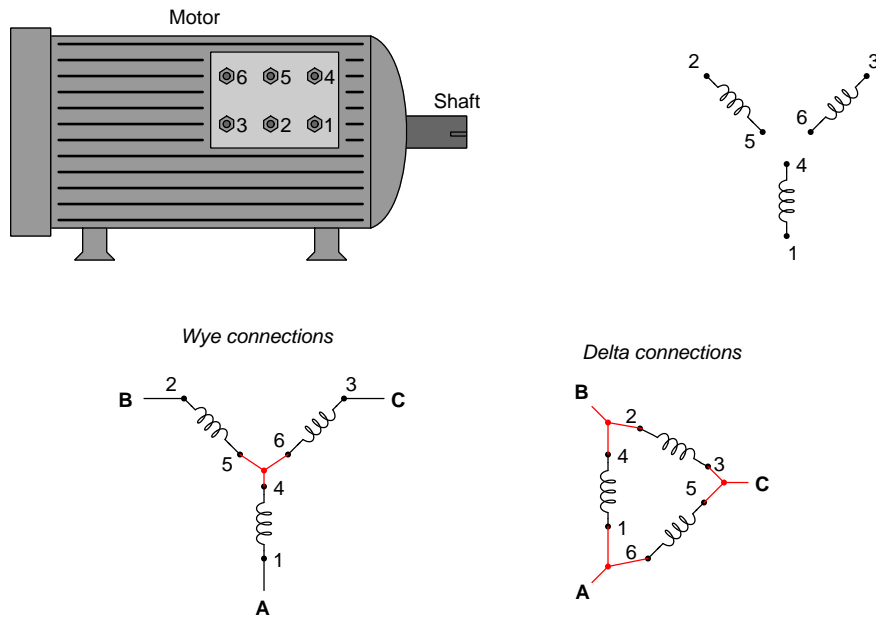 Motor
6 5 4
3 2 1
Shaft
2 3
5 6
4
1
Wye connections
B 2 3 C
5 6
4
1
A
Delta connections
B
2
4 3
5 C
1
6
A